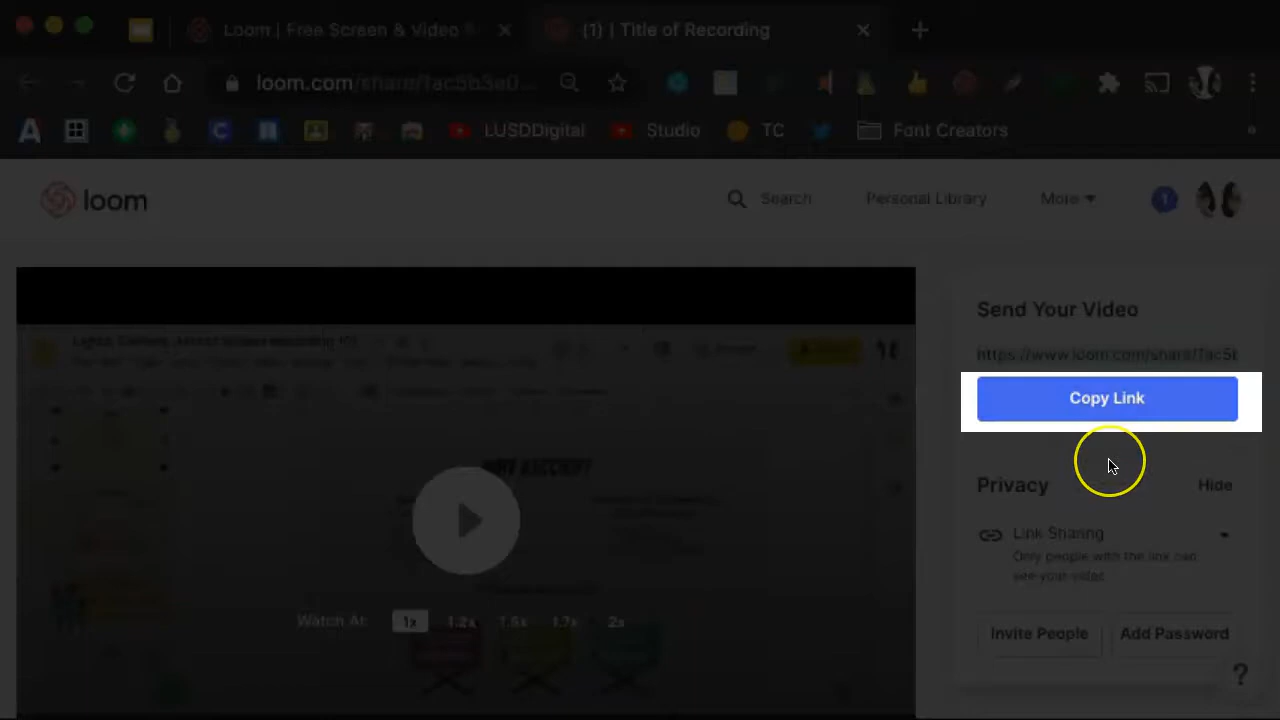 Loom | Free Screen & Video
(1) | Title of Recording
loom.com/share/
LUSDDigital
Studio
TC
Font Creators
loom
Search
Personal Library
More
1
Send Your Video
https://www.loom.com/share/
Copy Link
Privacy
Hide
Link Sharing
Only people with the link can
see your video
WHY RECORD?
Watch At:
1x
1.2x
1.5x
1.7x
2x
Invite People
Add Password
?